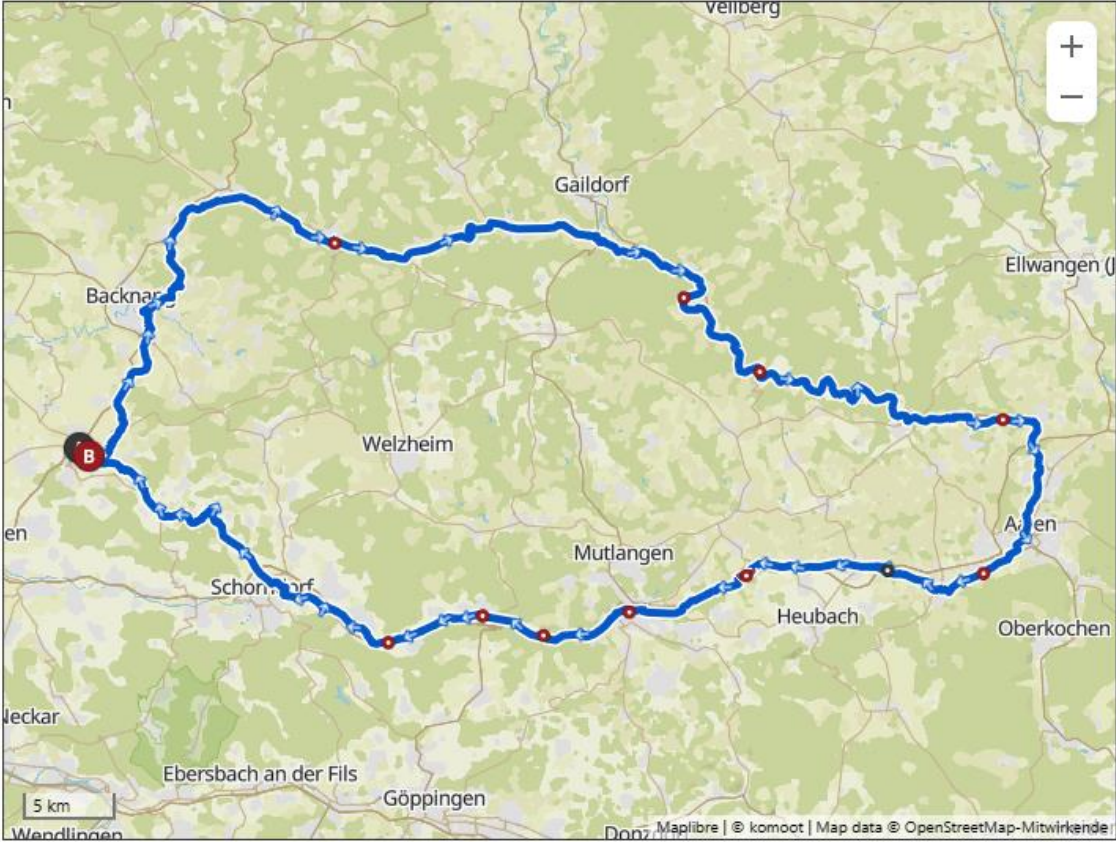 Vellberg
+
−
n
Gaildorf
Ellwangen (J
Backnang
Welzheim
B
en
Aalen
Mutlangen
Schorndorf
Heubach
Oberkochen
Neckar
Ebersbach an der Fils
Göppingen
5 km
Wendlingen
Maplibre | © komoot | Map data © OpenStreetMap-Mitwirkende